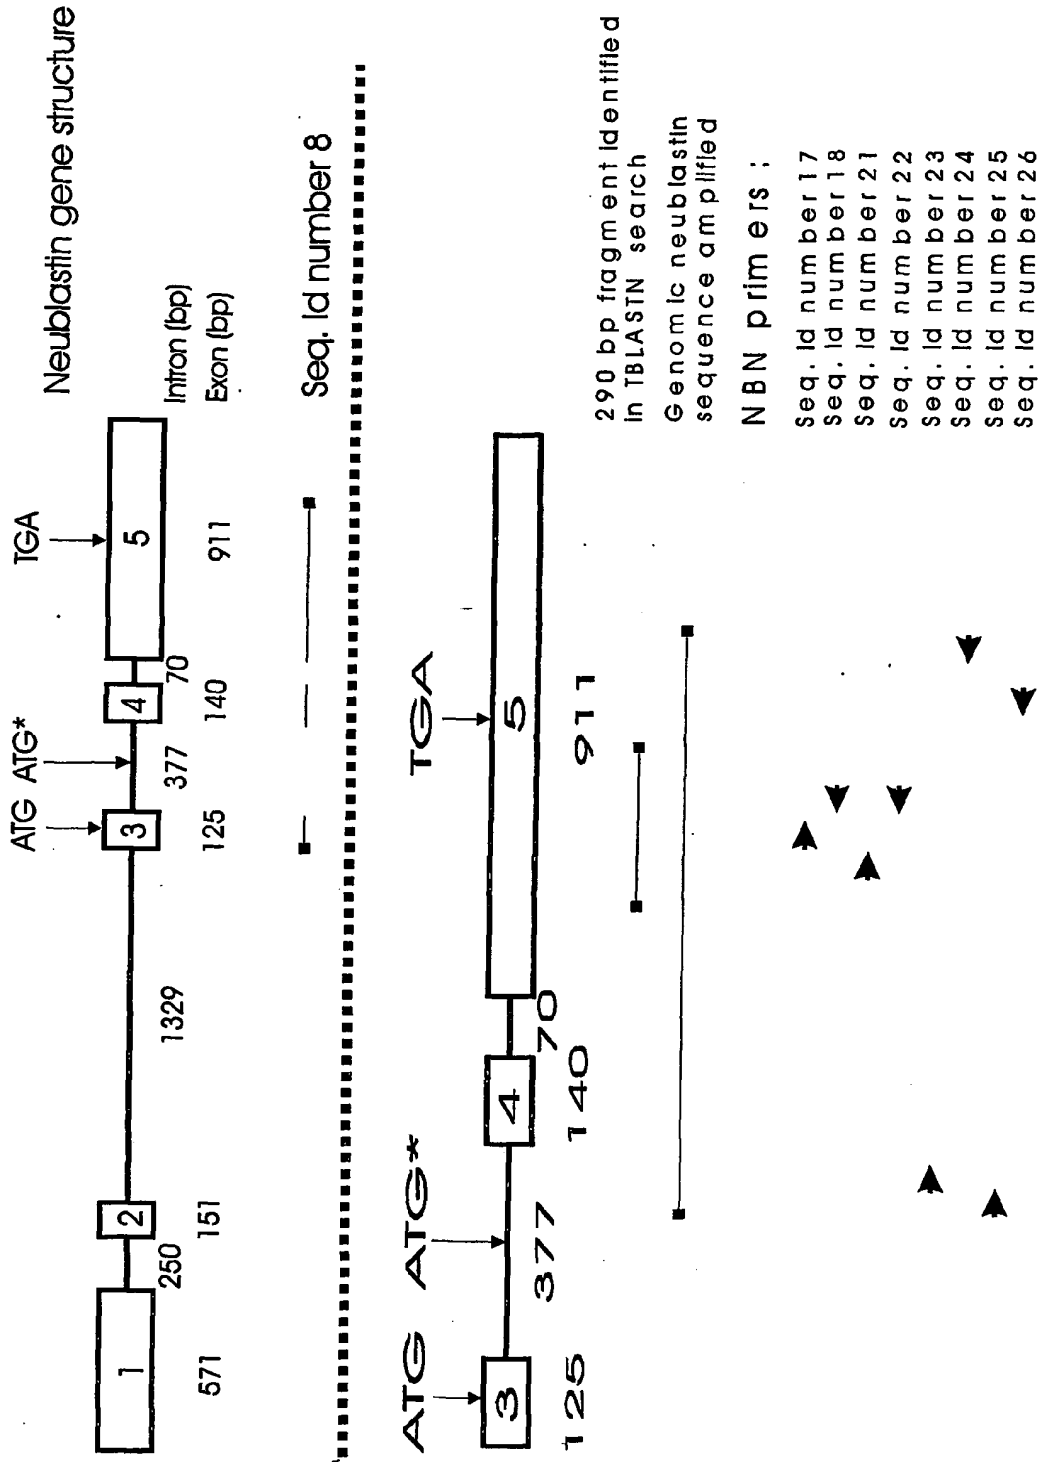 Neublastin gene structure
ATG ATG* TGA
1 2 3 4 5
250 1329 377 70 Intron (bp)
571 151 125 140 911 Exon (bp)
Seq. Id number 8
ATG ATG* TGA
3 4 5
377 70
125 140 911
290 bp fragment identified
in TBLASTN search
Genomic neublastin
sequence amplified
NBN primers :
Seq. Id number 17
Seq. Id number 18
Seq. Id number 21
Seq. Id number 22
Seq. Id number 23
Seq. Id number 24
Seq. Id number 25
Seq. Id number 26